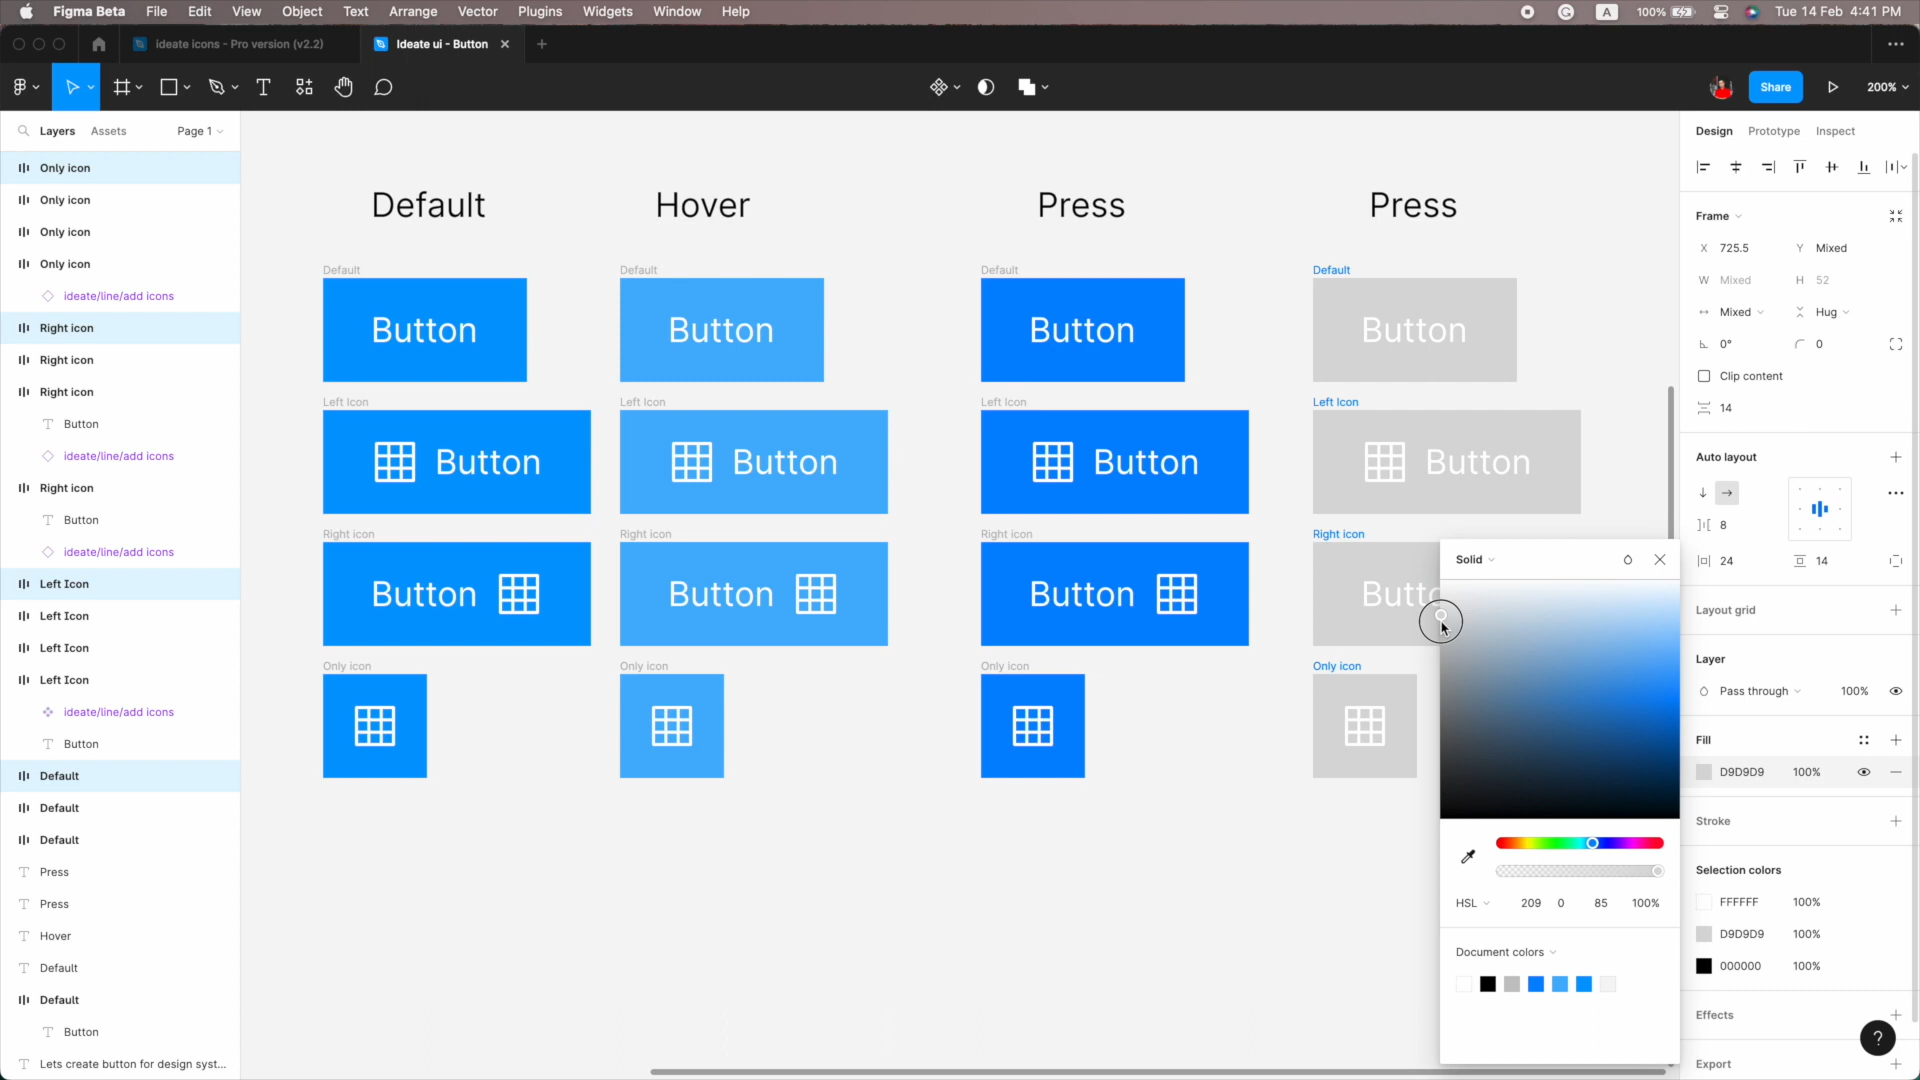 Figma Beta File Edit View Object Text Arrange Vector Plugins Widgets Window Help A 100% Tue 14 Feb 4:41 PM
ideate icons - Pro version (v2.2) Ideate ui - Button
Share 200%
Layers Assets Page 1
Only icon
Only icon
Only icon
Only icon
ideate/line/add icons
Right icon
Right icon
Right icon
Button
ideate/line/add icons
Right icon
Button
ideate/line/add icons
Left Icon
Left Icon
Left Icon
Left Icon
ideate/line/add icons
Button
Default
Default
Default
Press
Press
Hover
Default
Default
Button
Lets create button for design syst...
Default Hover Press Press
Default Default Default Default
Button Button Button Button
Left Icon Left Icon Left Icon Left Icon
Button Button Button Button
Right icon Right icon Right icon Right icon
Button Button Button Butto
Only icon Only icon Only icon Only icon
Solid
HSL 209 0 85 100%
Document colors
Design Prototype Inspect
Frame
X 725.5 Y Mixed
W Mixed H 52
Mixed Hug
0° 0
Clip content
14
Auto layout
8
24 14
Layout grid
Layer
Pass through 100%
Fill
D9D9D9 100%
Stroke
Selection colors
FFFFFF 100%
D9D9D9 100%
000000 100%
Effects
?
Export